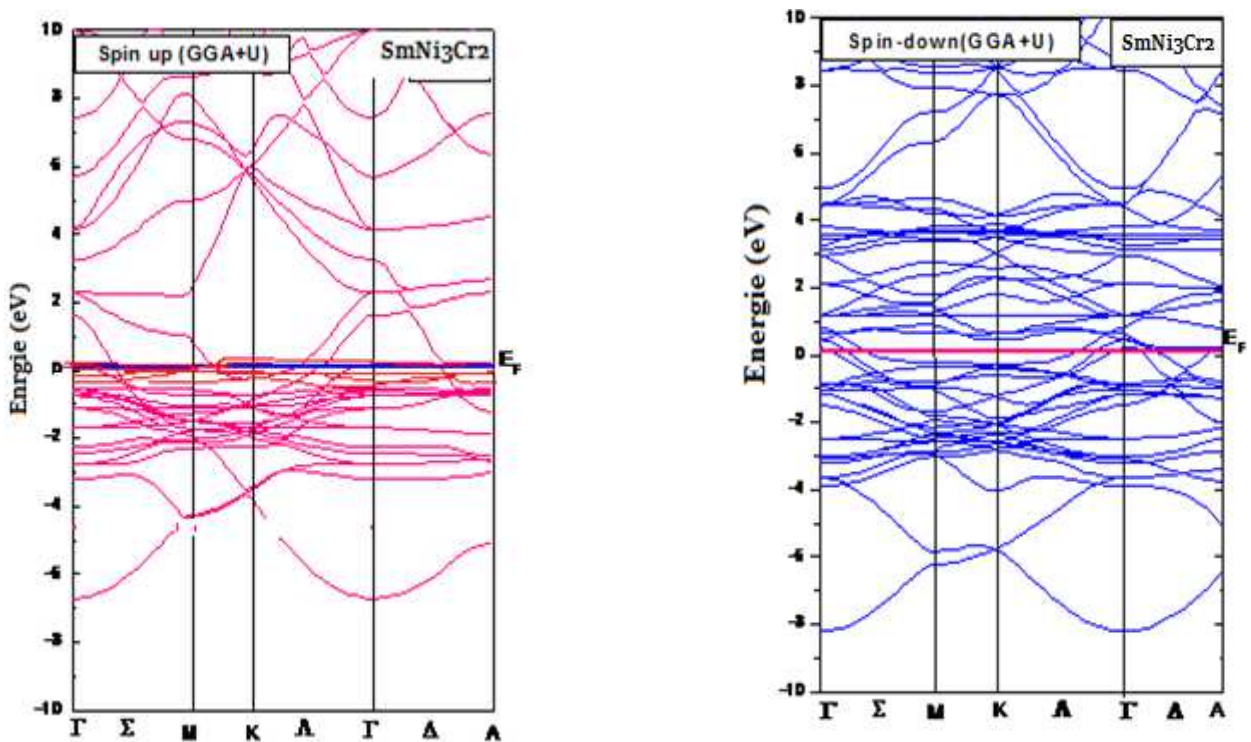 Spin up (GGA+U)
SmNi3Cr2
Enrgie (eV)
10
8
6
4
2
0
-2
-4
-6
-8
-10
EF
Γ Σ M K Λ Γ Δ A
Spin-down(GGA+U)
SmNi3Cr2
Energie (eV)
10
8
6
4
2
0
-2
-4
-6
-8
-10
EF
Γ Σ M K Λ Γ Δ A